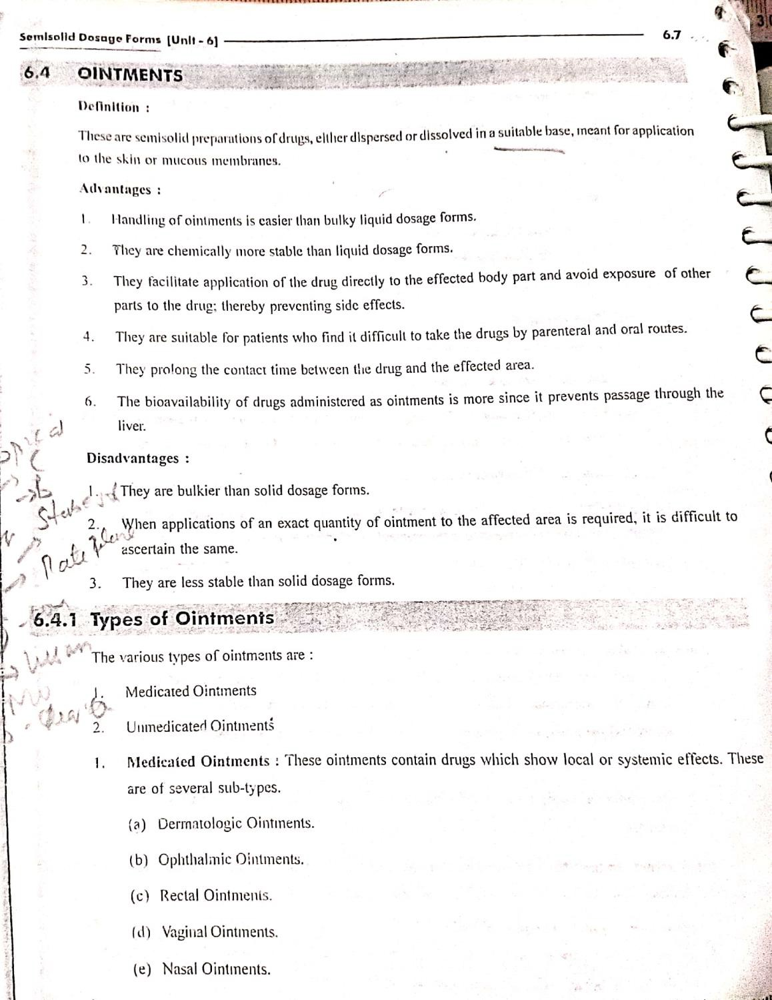 Semisolid Dosage Forms [Unit - 6] 6.7
6.4 OINTMENTS
Definition :
These are semisolid preparations of drugs, either dispersed or dissolved in a suitable base, meant for application
to the skin or mucous membranes.
Advantages :
1. Handling of ointments is easier than bulky liquid dosage forms.
2. They are chemically more stable than liquid dosage forms.
3. They facilitate application of the drug directly to the effected body part and avoid exposure of other
parts to the drug; thereby preventing side effects.
4. They are suitable for patients who find it difficult to take the drugs by parenteral and oral routes.
5. They prolong the contact time between the drug and the effected area.
6. The bioavailability of drugs administered as ointments is more since it prevents passage through the
liver.
Disadvantages :
1. They are bulkier than solid dosage forms.
2. When applications of an exact quantity of ointment to the affected area is required, it is difficult to
ascertain the same.
3. They are less stable than solid dosage forms.
6.4.1 Types of Ointments
The various types of ointments are :
1. Medicated Ointments
2. Unmedicated Ointments
1. Medicated Ointments : These ointments contain drugs which show local or systemic effects. These
are of several sub-types.
(a) Dermatologic Ointments.
(b) Ophthalmic Ointments.
(c) Rectal Ointments.
(d) Vaginal Ointments.
(e) Nasal Ointments.